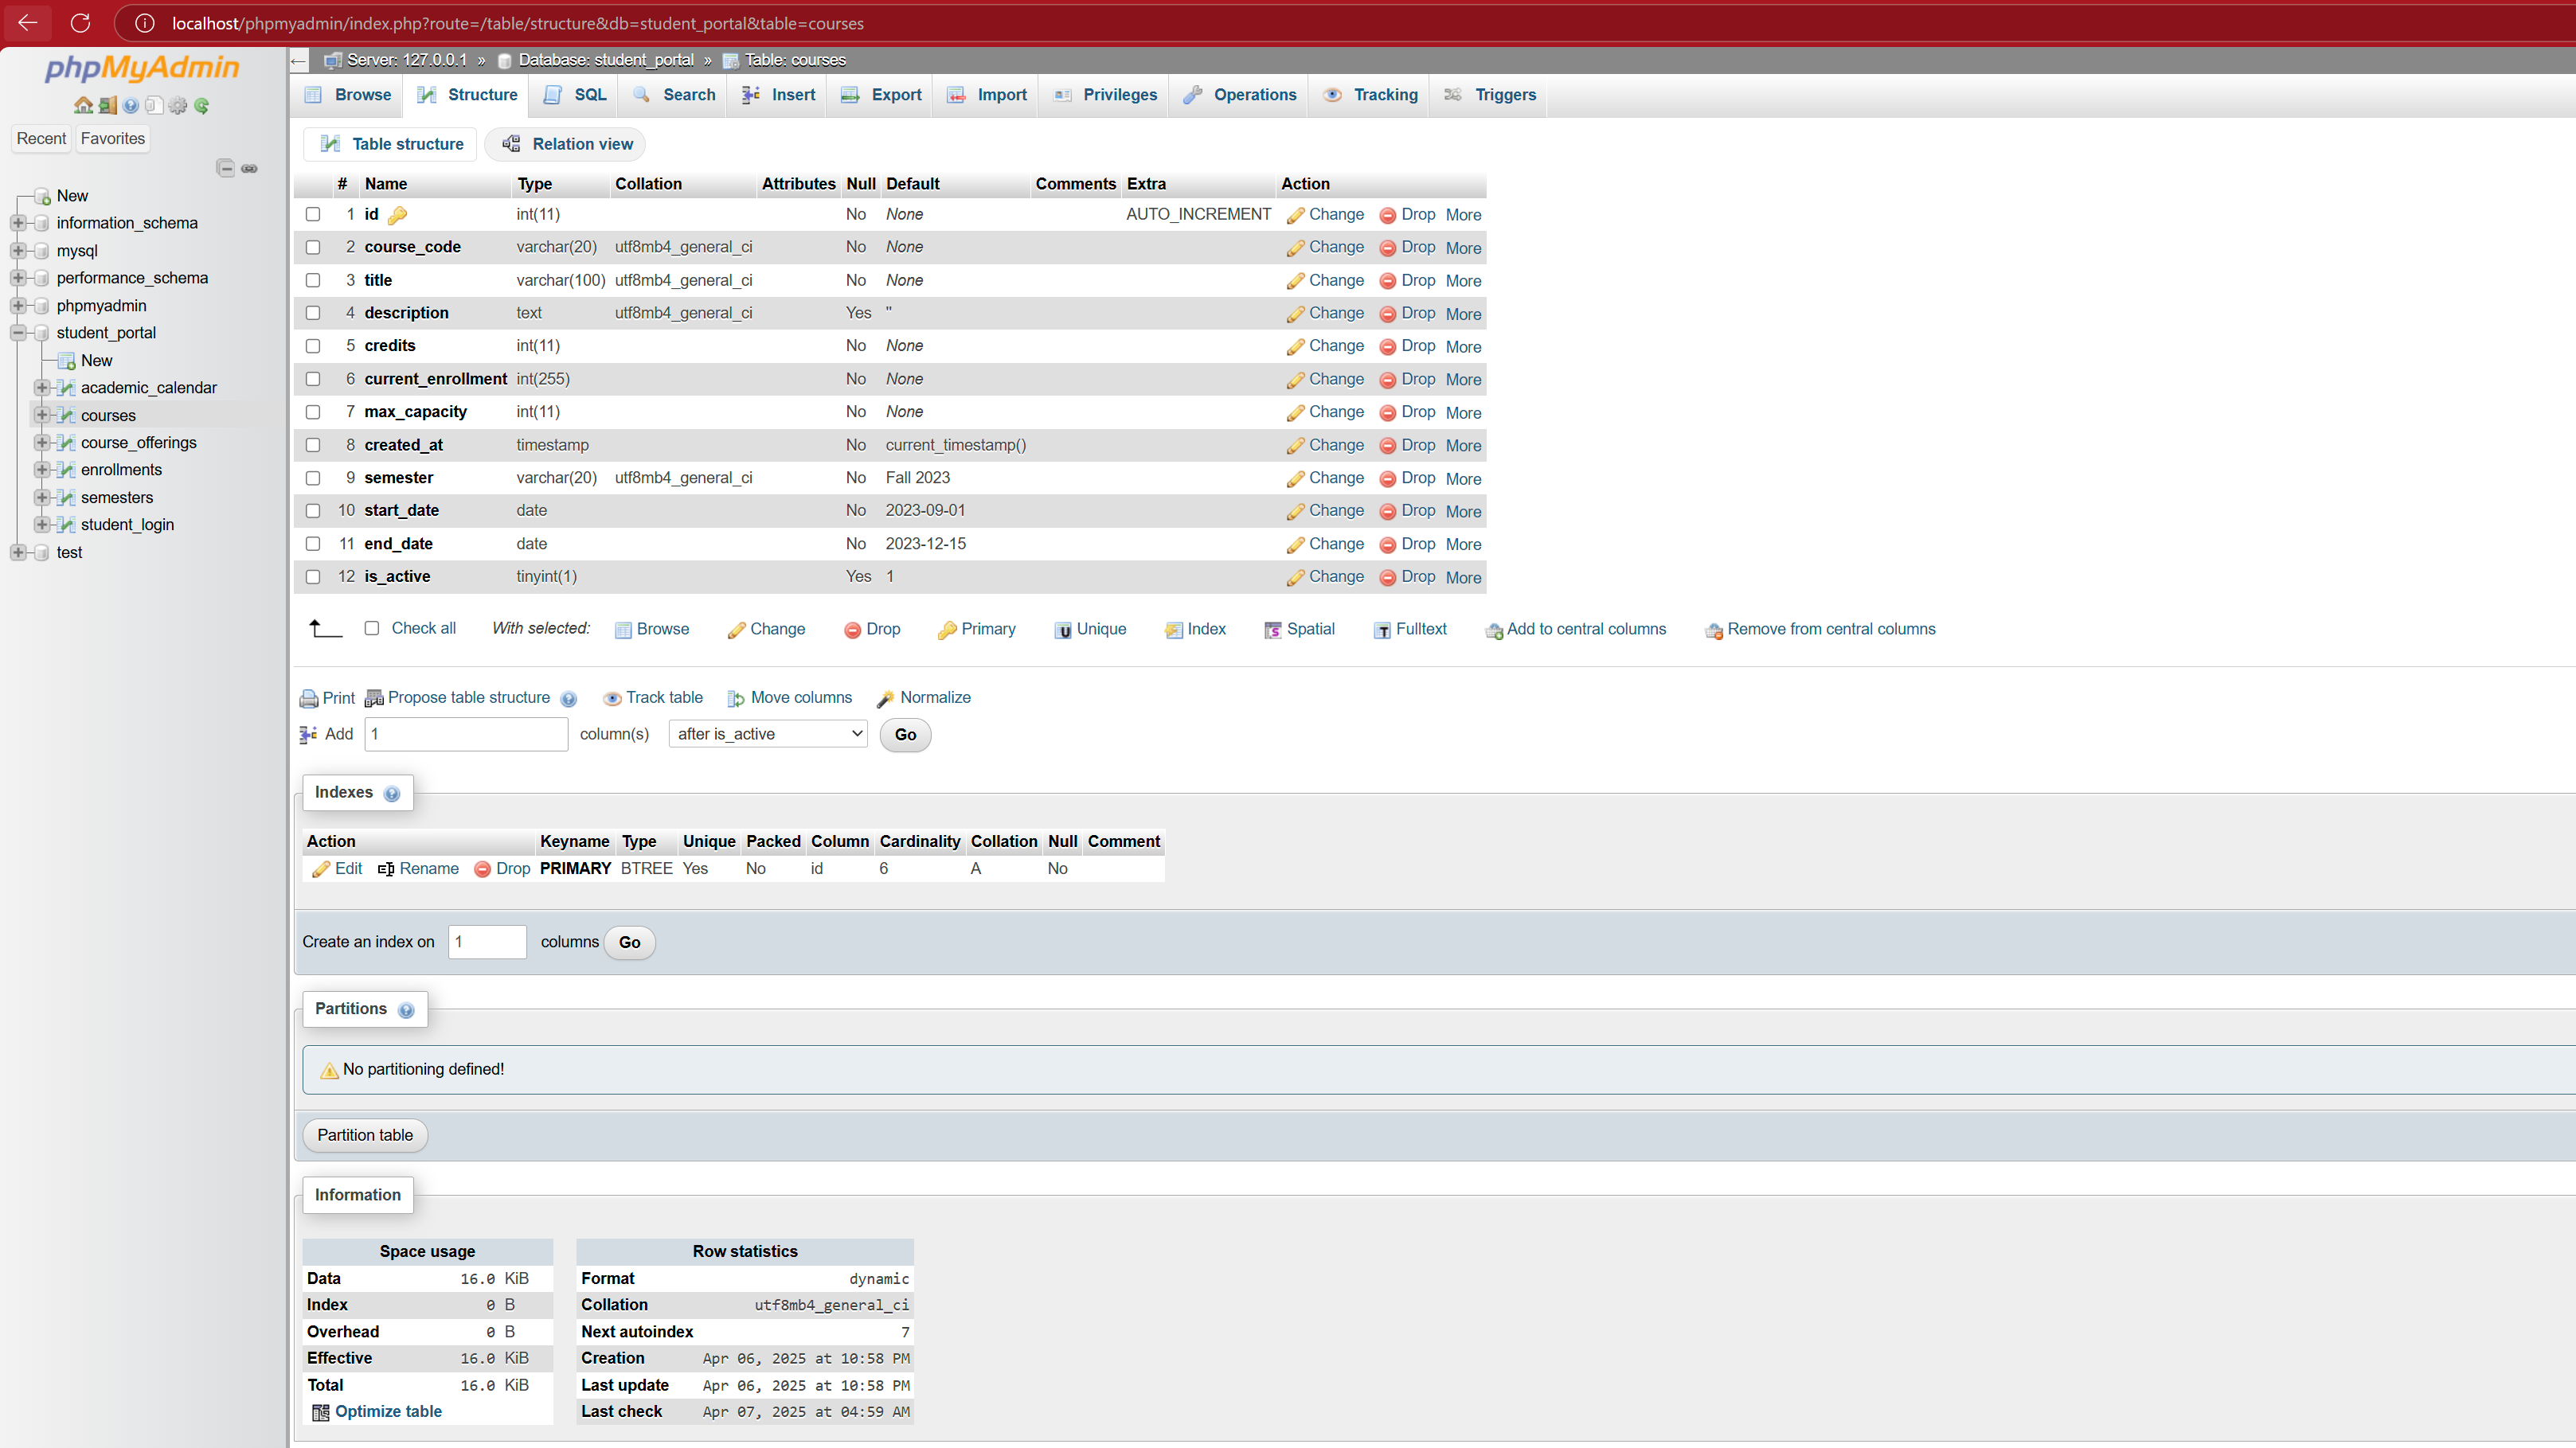 localhost/phpmyadmin/index.php?route=/table/structure&db=student_portal&table=courses
phpMyAdmin
Recent Favorites
New
information_schema
mysql
performance_schema
phpmyadmin
student_portal
New
academic_calendar
courses
course_offerings
enrollments
semesters
student_login
test
Server: 127.0.0.1 » Database: student_portal » Table: courses
Browse Structure SQL Search Insert Export Import Privileges Operations Tracking Triggers
Table structure Relation view
# Name Type Collation Attributes Null Default Comments Extra Action
1 id int(11) No None AUTO_INCREMENT Change Drop More
2 course_code varchar(20) utf8mb4_general_ci No None Change Drop More
3 title varchar(100) utf8mb4_general_ci No None Change Drop More
4 description text utf8mb4_general_ci Yes '' Change Drop More
5 credits int(11) No None Change Drop More
6 current_enrollment int(255) No None Change Drop More
7 max_capacity int(11) No None Change Drop More
8 created_at timestamp No current_timestamp() Change Drop More
9 semester varchar(20) utf8mb4_general_ci No Fall 2023 Change Drop More
10 start_date date No 2023-09-01 Change Drop More
11 end_date date No 2023-12-15 Change Drop More
12 is_active tinyint(1) Yes 1 Change Drop More
Check all With selected: Browse Change Drop Primary Unique Index Spatial Fulltext Add to central columns Remove from central columns
Print Propose table structure Track table Move columns Normalize
Add 1 column(s) after is_active Go
Indexes
Action Keyname Type Unique Packed Column Cardinality Collation Null Comment
Edit Rename Drop PRIMARY BTREE Yes No id 6 A No
Create an index on 1 columns Go
Partitions
No partitioning defined!
Partition table
Information
Space usage
Data 16.0 KiB
Index 0 B
Overhead 0 B
Effective 16.0 KiB
Total 16.0 KiB
Optimize table
Row statistics
Format dynamic
Collation utf8mb4_general_ci
Next autoindex 7
Creation Apr 06, 2025 at 10:58 PM
Last update Apr 06, 2025 at 10:58 PM
Last check Apr 07, 2025 at 04:59 AM